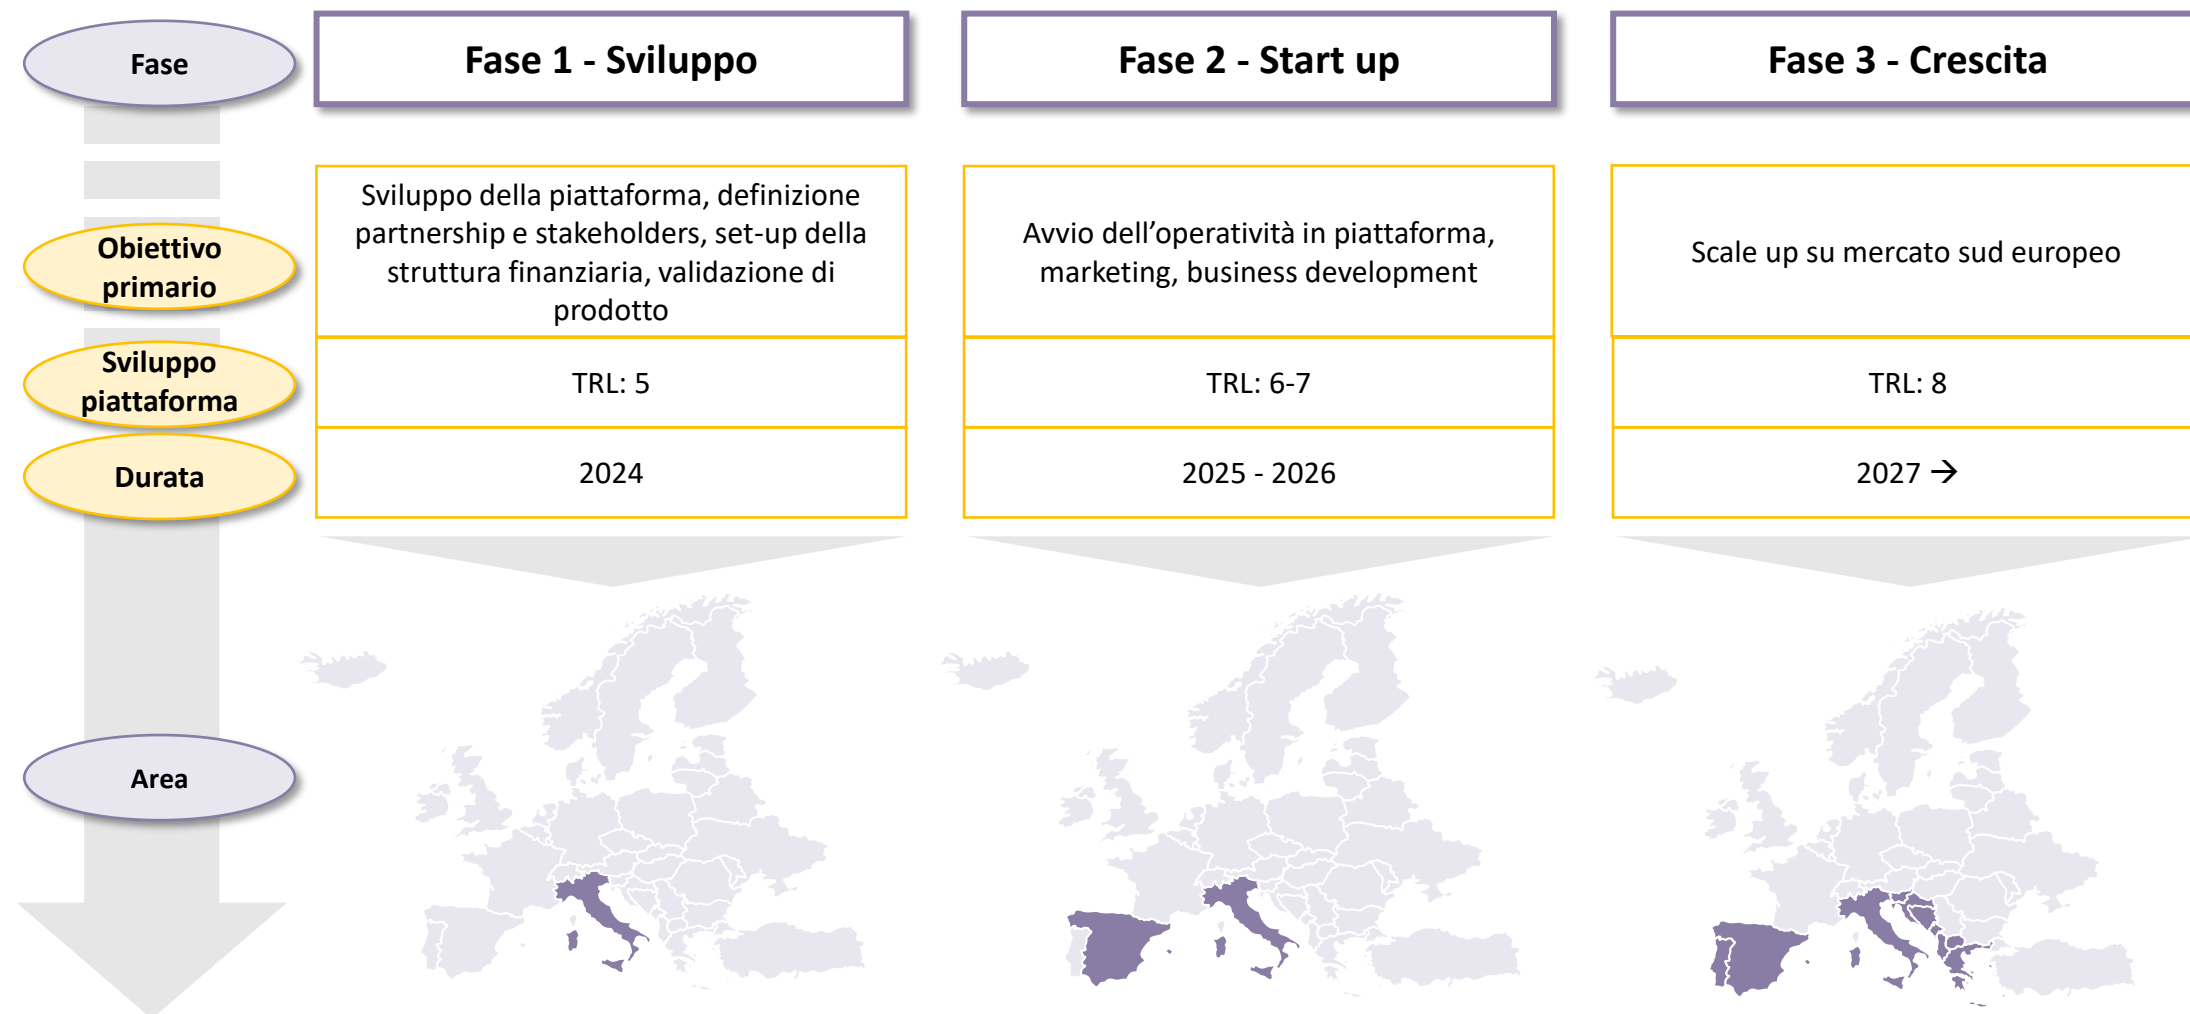 Fase
Fase 1 - Sviluppo
Fase 2 - Start up
Fase 3 - Crescita
Obiettivo
primario
Sviluppo della piattaforma, definizione
partnership e stakeholders, set-up della
struttura finanziaria, validazione di
prodotto
Avvio dell’operatività in piattaforma,
marketing, business development
Scale up su mercato sud europeo
Sviluppo
piattaforma
TRL: 5
TRL: 6-7
TRL: 8
Durata
2024
2025 - 2026
2027 →
Area